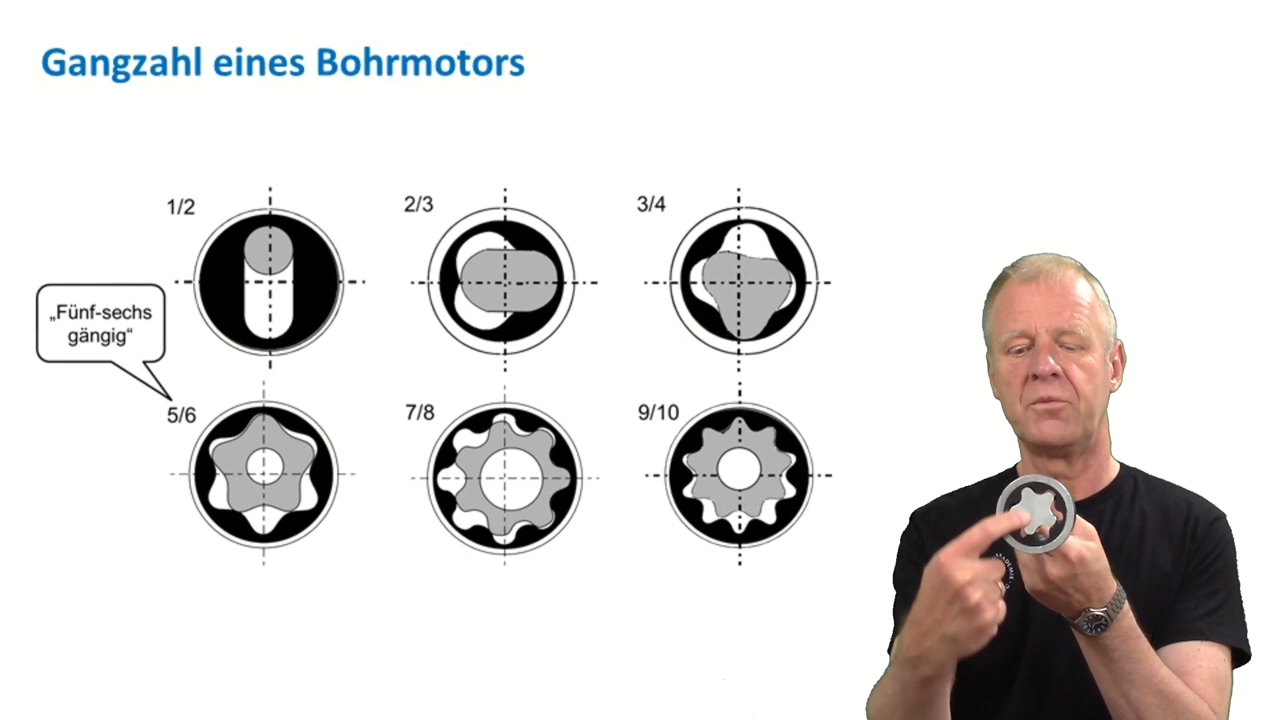 Gangzahl eines Bohrmotors
1/2
2/3
3/4
„Fünf-sechs
gängig“
5/6
7/8
9/10